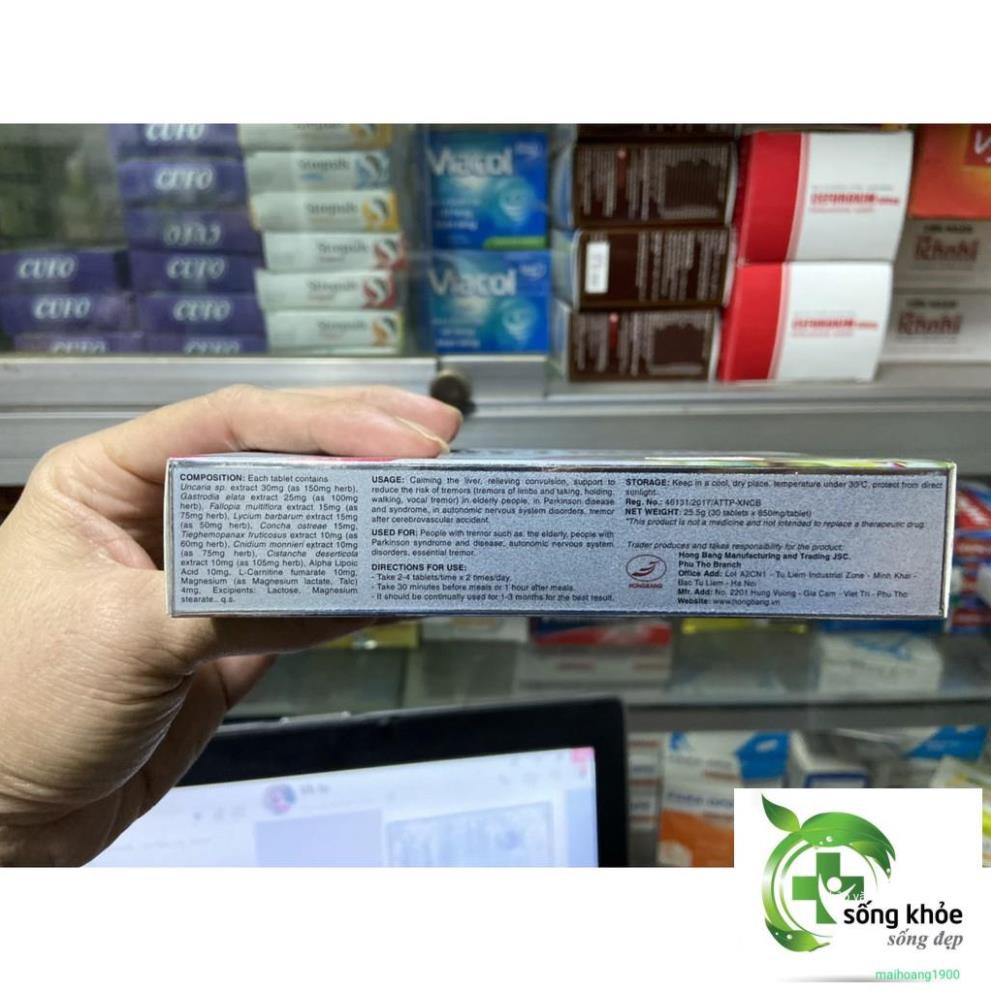 CUFO
Viacol
CUFO
CUFO
CUFO
CUFO
Viacol
CUFO
CUFO
IchNhi
IchNhi
COMPOSITION: Each tablet contains
Uncaria sp. extract 30mg (as 150mg herb),
Gastrodia elata extract 25mg (as 100mg
herb), Fallopia multiflora extract 15mg (as
75mg herb), Lycium barbarum extract 15mg
(as 50mg herb), Concha ostreae 15mg,
Tieghemopanax fruticosus extract 10mg (as
60mg herb), Cnidium monnieri extract 10mg
(as 75mg herb), Cistanche deserticola
extract 10mg (as 105mg herb), Alpha Lipoic
Acid 10mg, L-Carnitine fumarate 10mg,
Magnesium (as Magnesium lactate, Talc)
4mg, Excipients: Lactose, Magnesium
stearate.. q.s.
USAGE: Calming the liver, relieving convulsion, support to
reduce the risk of tremors (tremors of limbs and taking, holding,
walking, vocal tremor) in elderly people, in Parkinson disease
and syndrome, in autonomic nervous system disorders, tremor
after cerebrovascular accident.
USED FOR: People with tremor such as: the elderly, people with
Parkinson syndrome and disease, autonomic nervous system
disorders, essential tremor.
DIRECTIONS FOR USE:
- Take 2-4 tablets/time x 2 times/day.
- Take 30 minutes before meals or 1 hour after meals.
- It should be continually used for 1-3 months for the best result.
STORAGE: Keep in a cool, dry place, temperature under 30°C, protect from direct
sunlight.
Reg. No.: 46131/2017/ATTP-XNCB
NET WEIGHT: 25.5g (30 tablets x 850mg/tablet)
"This product is not a medicine and not intended to replace a therapeutic drug.
Trader produces and takes responsibility for the product:
Hong Bang Manufacturing and Trading JSC.
Phu Tho Branch
Office Add: Lot A2CN1 - Tu Liem Industrial Zone - Minh Khai -
Bac Tu Liem - Ha Noi
Mfr. Add: No. 2201 Hung Vuong - Gia Cam - Viet Tri - Phu Tho
Website: www.hongbang.vn
HONGBANG
sống khỏe
sống đẹp
maihoang1900